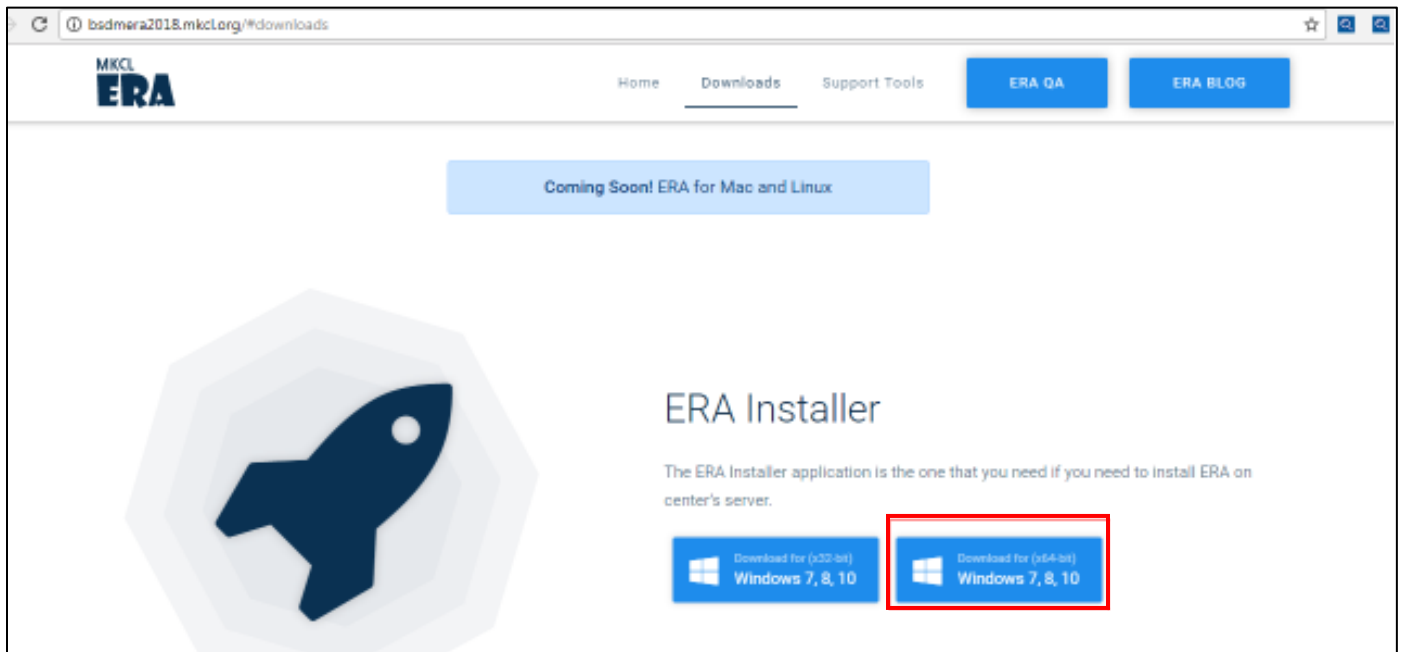 bsdmera2018.mkcl.org/#downloads
MKCL
ERA
Home Downloads Support Tools ERA QA ERA BLOG
Coming Soon! ERA for Mac and Linux
ERA Installer
The ERA Installer application is the one that you need if you need to install ERA on
center's server.
Download for (x32-bit)
Windows 7, 8, 10
Download for (x64-bit)
Windows 7, 8, 10